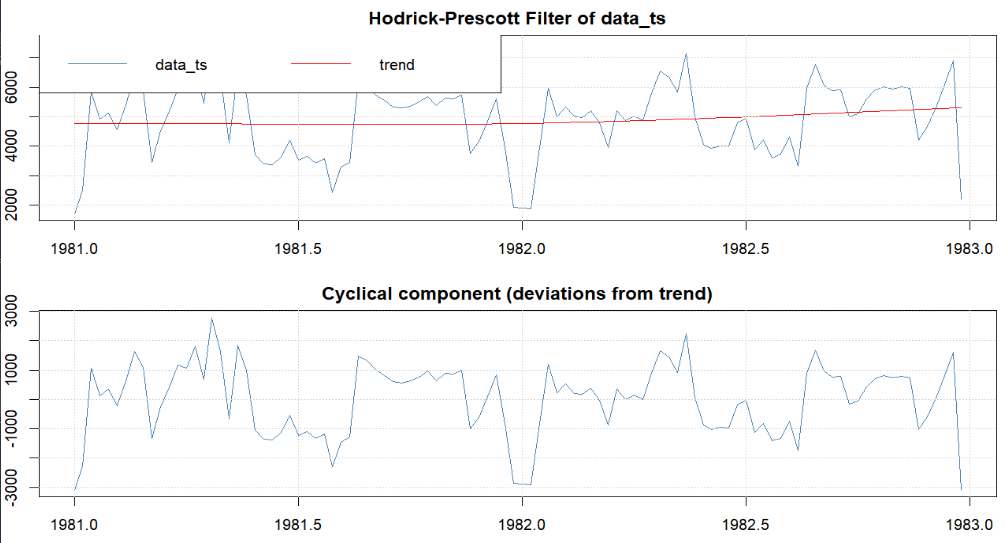 Hodrick-Prescott Filter of data_ts
data_ts trend
6000
4000
2000
1981.0 1981.5 1982.0 1982.5 1983.0
Cyclical component (deviations from trend)
3000
1000
-1000
-3000
1981.0 1981.5 1982.0 1982.5 1983.0